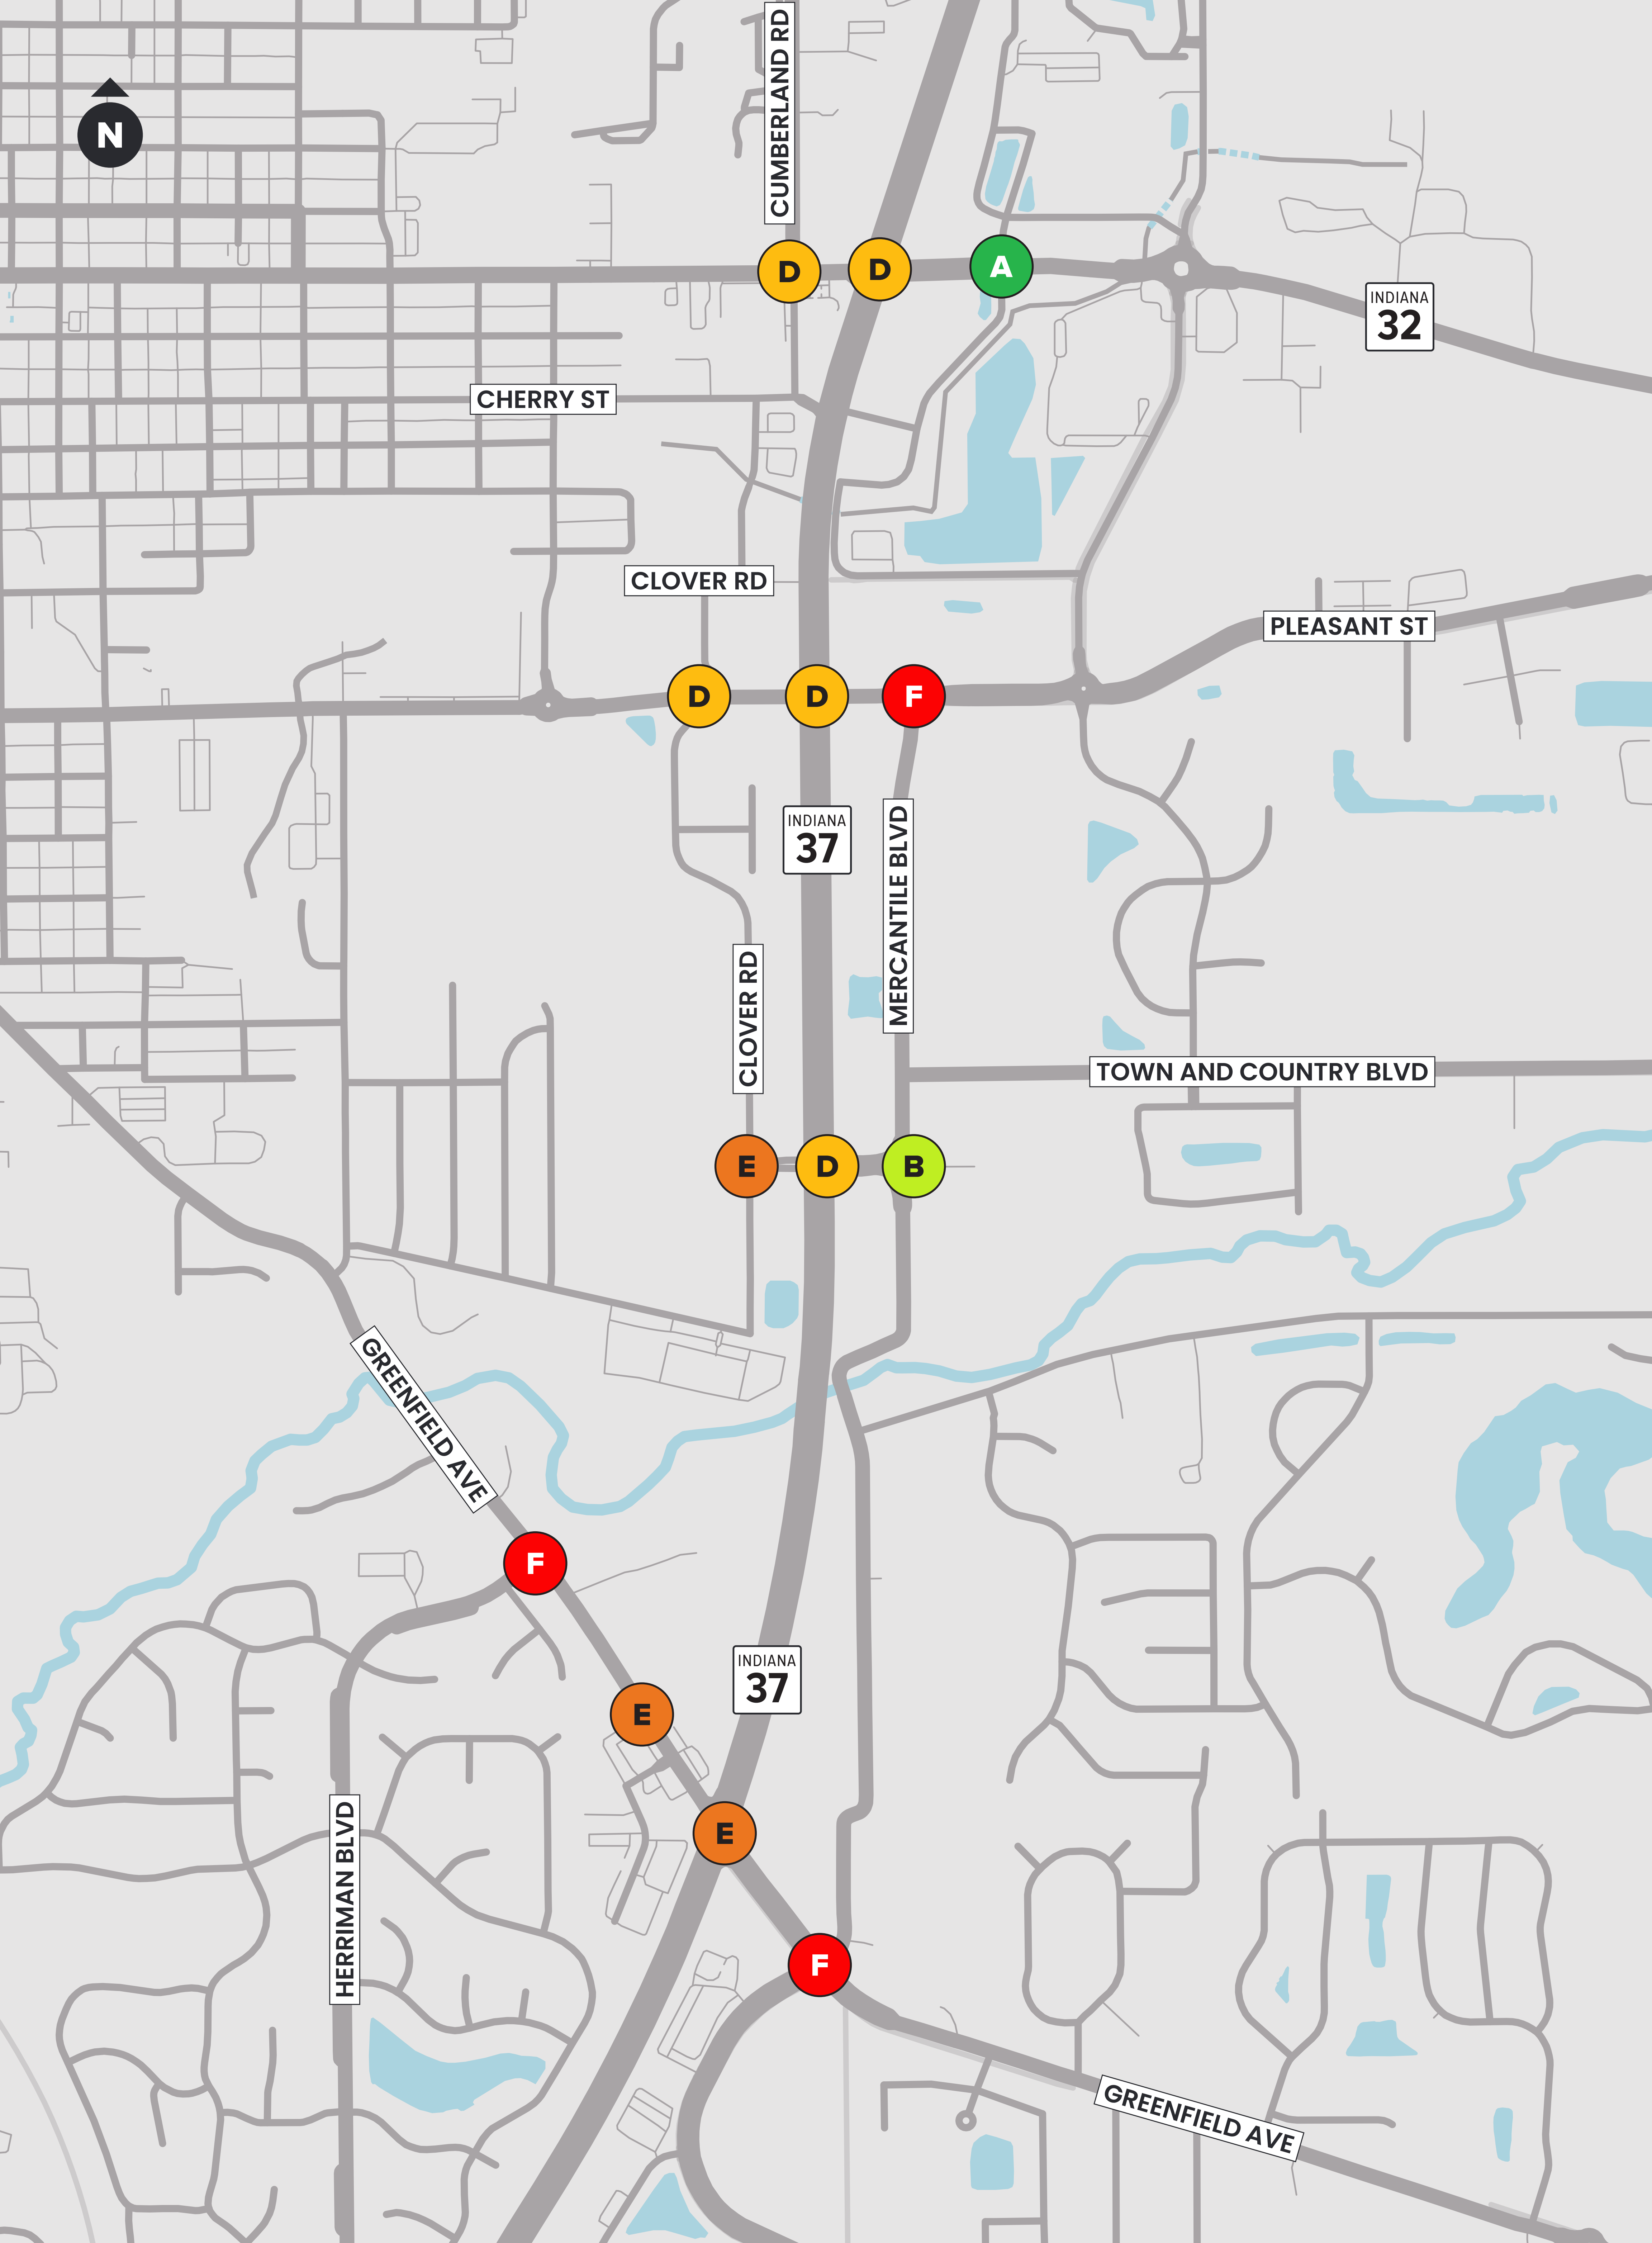 CUMBERLAND RD
N
D
D
A
INDIANA
32
CHERRY ST
CLOVER RD
PLEASANT ST
D
D
F
INDIANA
37
MERCANTILE BLVD
CLOVER RD
TOWN AND COUNTRY BLVD
E
D
B
GREENFIELD AVE
F
INDIANA
37
E
E
HERRIMAN BLVD
F
GREENFIELD AVE